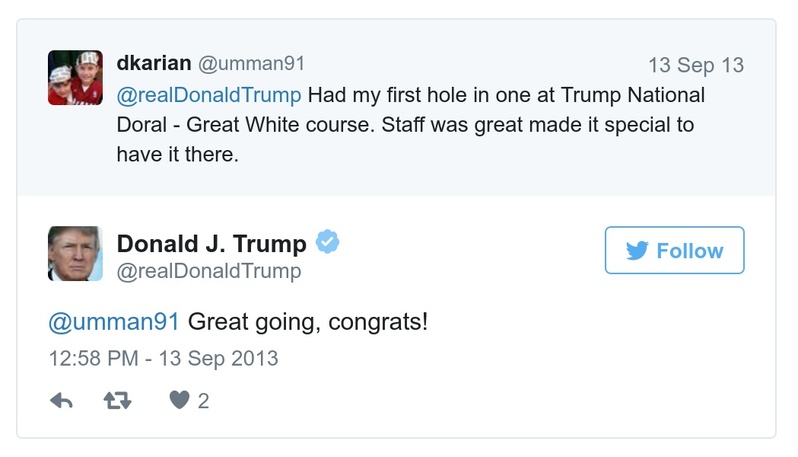 dkarian @umman91 13 Sep 13
@realDonaldTrump Had my first hole in one at Trump National
Doral - Great White course. Staff was great made it special to
have it there.
Donald J. Trump
@realDonaldTrump
Follow
@umman91 Great going, congrats!
12:58 PM - 13 Sep 2013
2